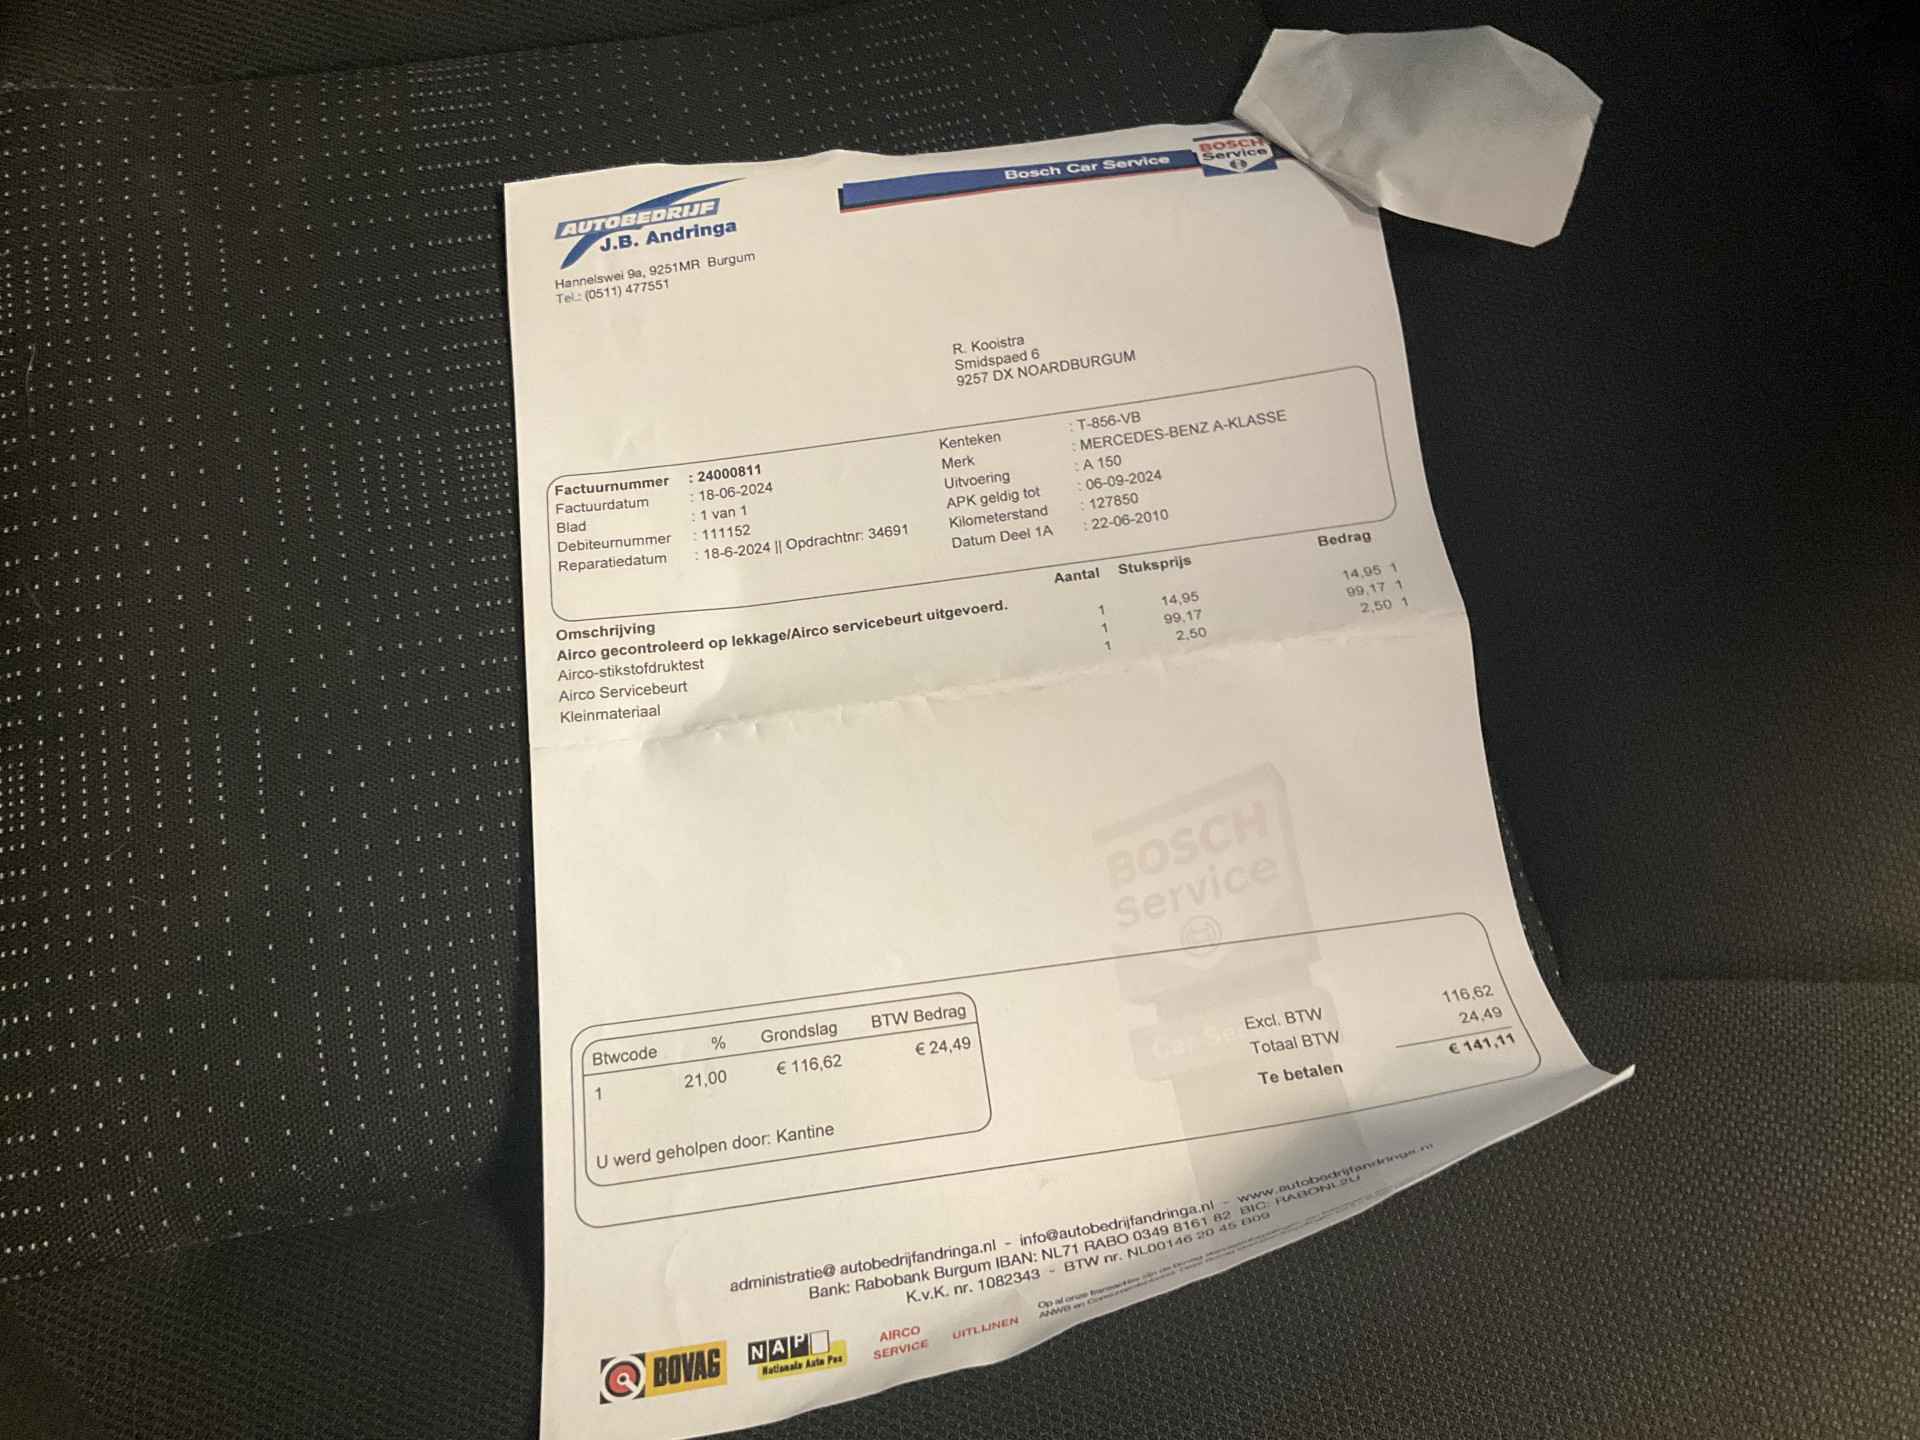 Bosch Car Service
BOSCH
Service
AUTOBEDRIJF
J.B. Andringa
Hannelswei 9a, 9251MR Burgum
Tel.: (0511) 477551
R. Kooistra
Smidspaed 6
9257 DX NOARDBURGUM
Factuurnummer : 24000811
Factuurdatum : 18-06-2024
Blad : 1 van 1
Debiteurnummer : 111152
Reparatiedatum : 18-6-2024 || Opdrachtnr: 34691
Kenteken : T-856-VB
Merk : MERCEDES-BENZ A-KLASSE
Uitvoering : A 150
APK geldig tot : 06-09-2024
Kilometerstand : 127850
Datum Deel 1A : 22-06-2010
Omschrijving Aantal Stuksprijs Bedrag
Airco gecontroleerd op lekkage/Airco servicebeurt uitgevoerd.
Airco-stikstofdruktest 1 14,95 14,95 1
Airco Servicebeurt 1 99,17 99,17 1
Kleinmateriaal 1 2,50 2,50 1
BOSCH
Service
Btwcode % Grondslag BTW Bedrag
1 21,00 € 116,62 € 24,49
U werd geholpen door: Kantine
Excl. BTW 116,62
Totaal BTW 24,49
Te betalen € 141,11
administratie@ autobedrijfandringa.nl - info@autobedrijfandringa.nl - www.autobedrijfandringa.nl
Bank: Rabobank Burgum IBAN: NL71 RABO 0349 8161 82 BIC: RABONL2U
K.v.K. nr. 1082343 - BTW nr. NL00146 20 45 B09
Op al onze transacties zijn de
ANWB en
BOVAG
NAP
Nationale Auto Pas
AIRCO
SERVICE
UITLIJNEN